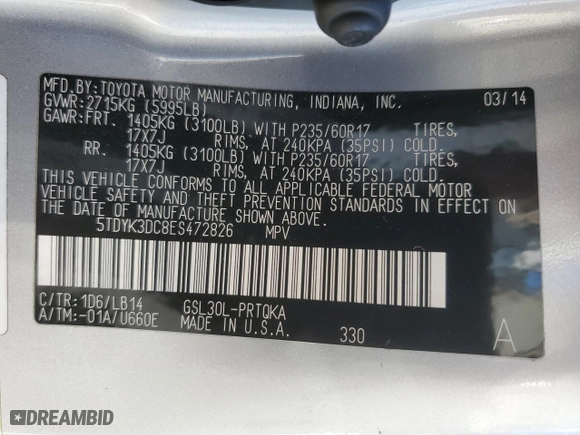 MFD.BY:TOYOTA MOTOR MANUFACTURING, INDIANA, INC. 03/14
GVWR:2715KG (5995LB)
GAWR:FRT. 1405KG (3100LB) WITH P235/60R17 TIRES,
17X7J RIMS, AT 240KPA (35PSI) COLD.
RR. 1405KG (3100LB) WITH P235/60R17 TIRES,
17X7J RIMS, AT 240KPA (35PSI) COLD.
THIS VEHICLE CONFORMS TO ALL APPLICABLE FEDERAL MOTOR
VEHICLE SAFETY AND THEFT PREVENTION STANDARDS IN EFFECT
ON THE DATE OF MANUFACTURE SHOWN ABOVE.
5TDYK3DC8ES472826 MPV
C/TR:1D6/LB14 GSL30L-PRTQKA
A/TM:-01A/U660E MADE IN U.S.A. 330 A
DREAMBID